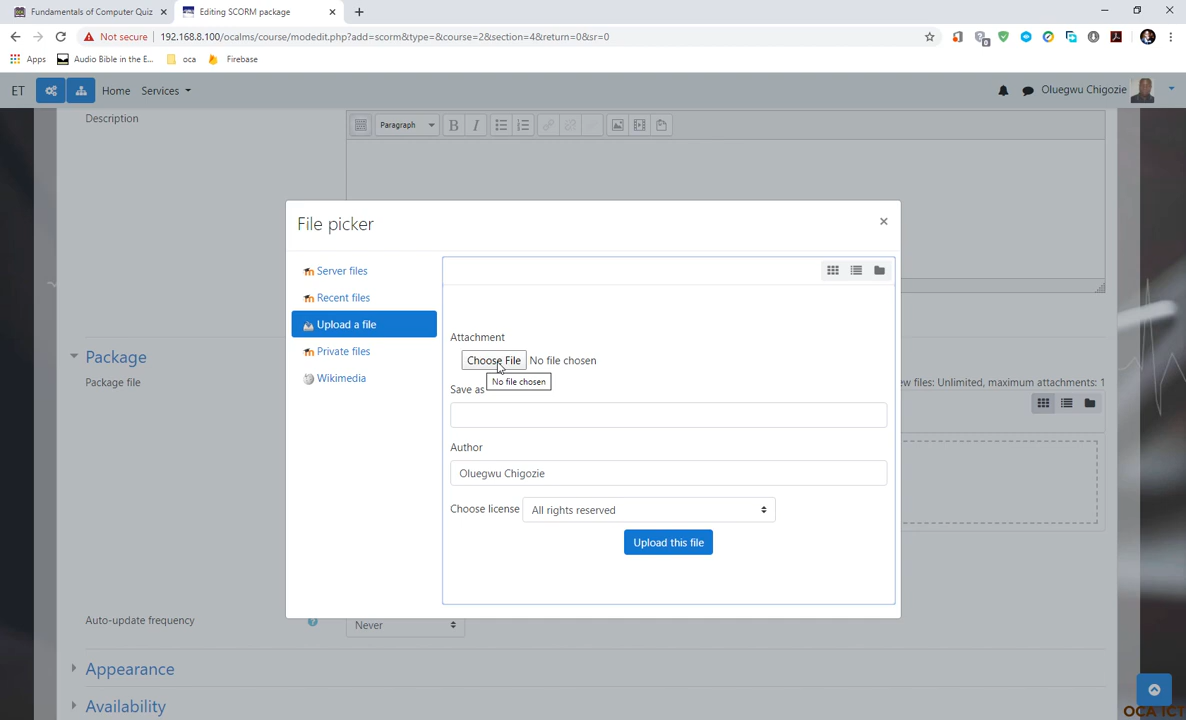 Fundamentals of Computer Quiz
Editing SCORM package
Not secure
192.168.8.100/ocalms/course/modedit.php?add=scorm&type=&course=2&section=4&return=0&sr=0
Apps
Audio Bible in the E...
oca
Firebase
ET
Home
Services
Oluegwu Chigozie
Description
Paragraph
B
I
File picker
×
Server files
Recent files
Upload a file
Private files
Wikimedia
Attachment
Choose File
No file chosen
No file chosen
Save as
Author
Oluegwu Chigozie
Choose license
All rights reserved
Upload this file
Package
Package file
ew files: Unlimited, maximum attachments: 1
Auto-update frequency
Never
Appearance
Availability
OCA ICT